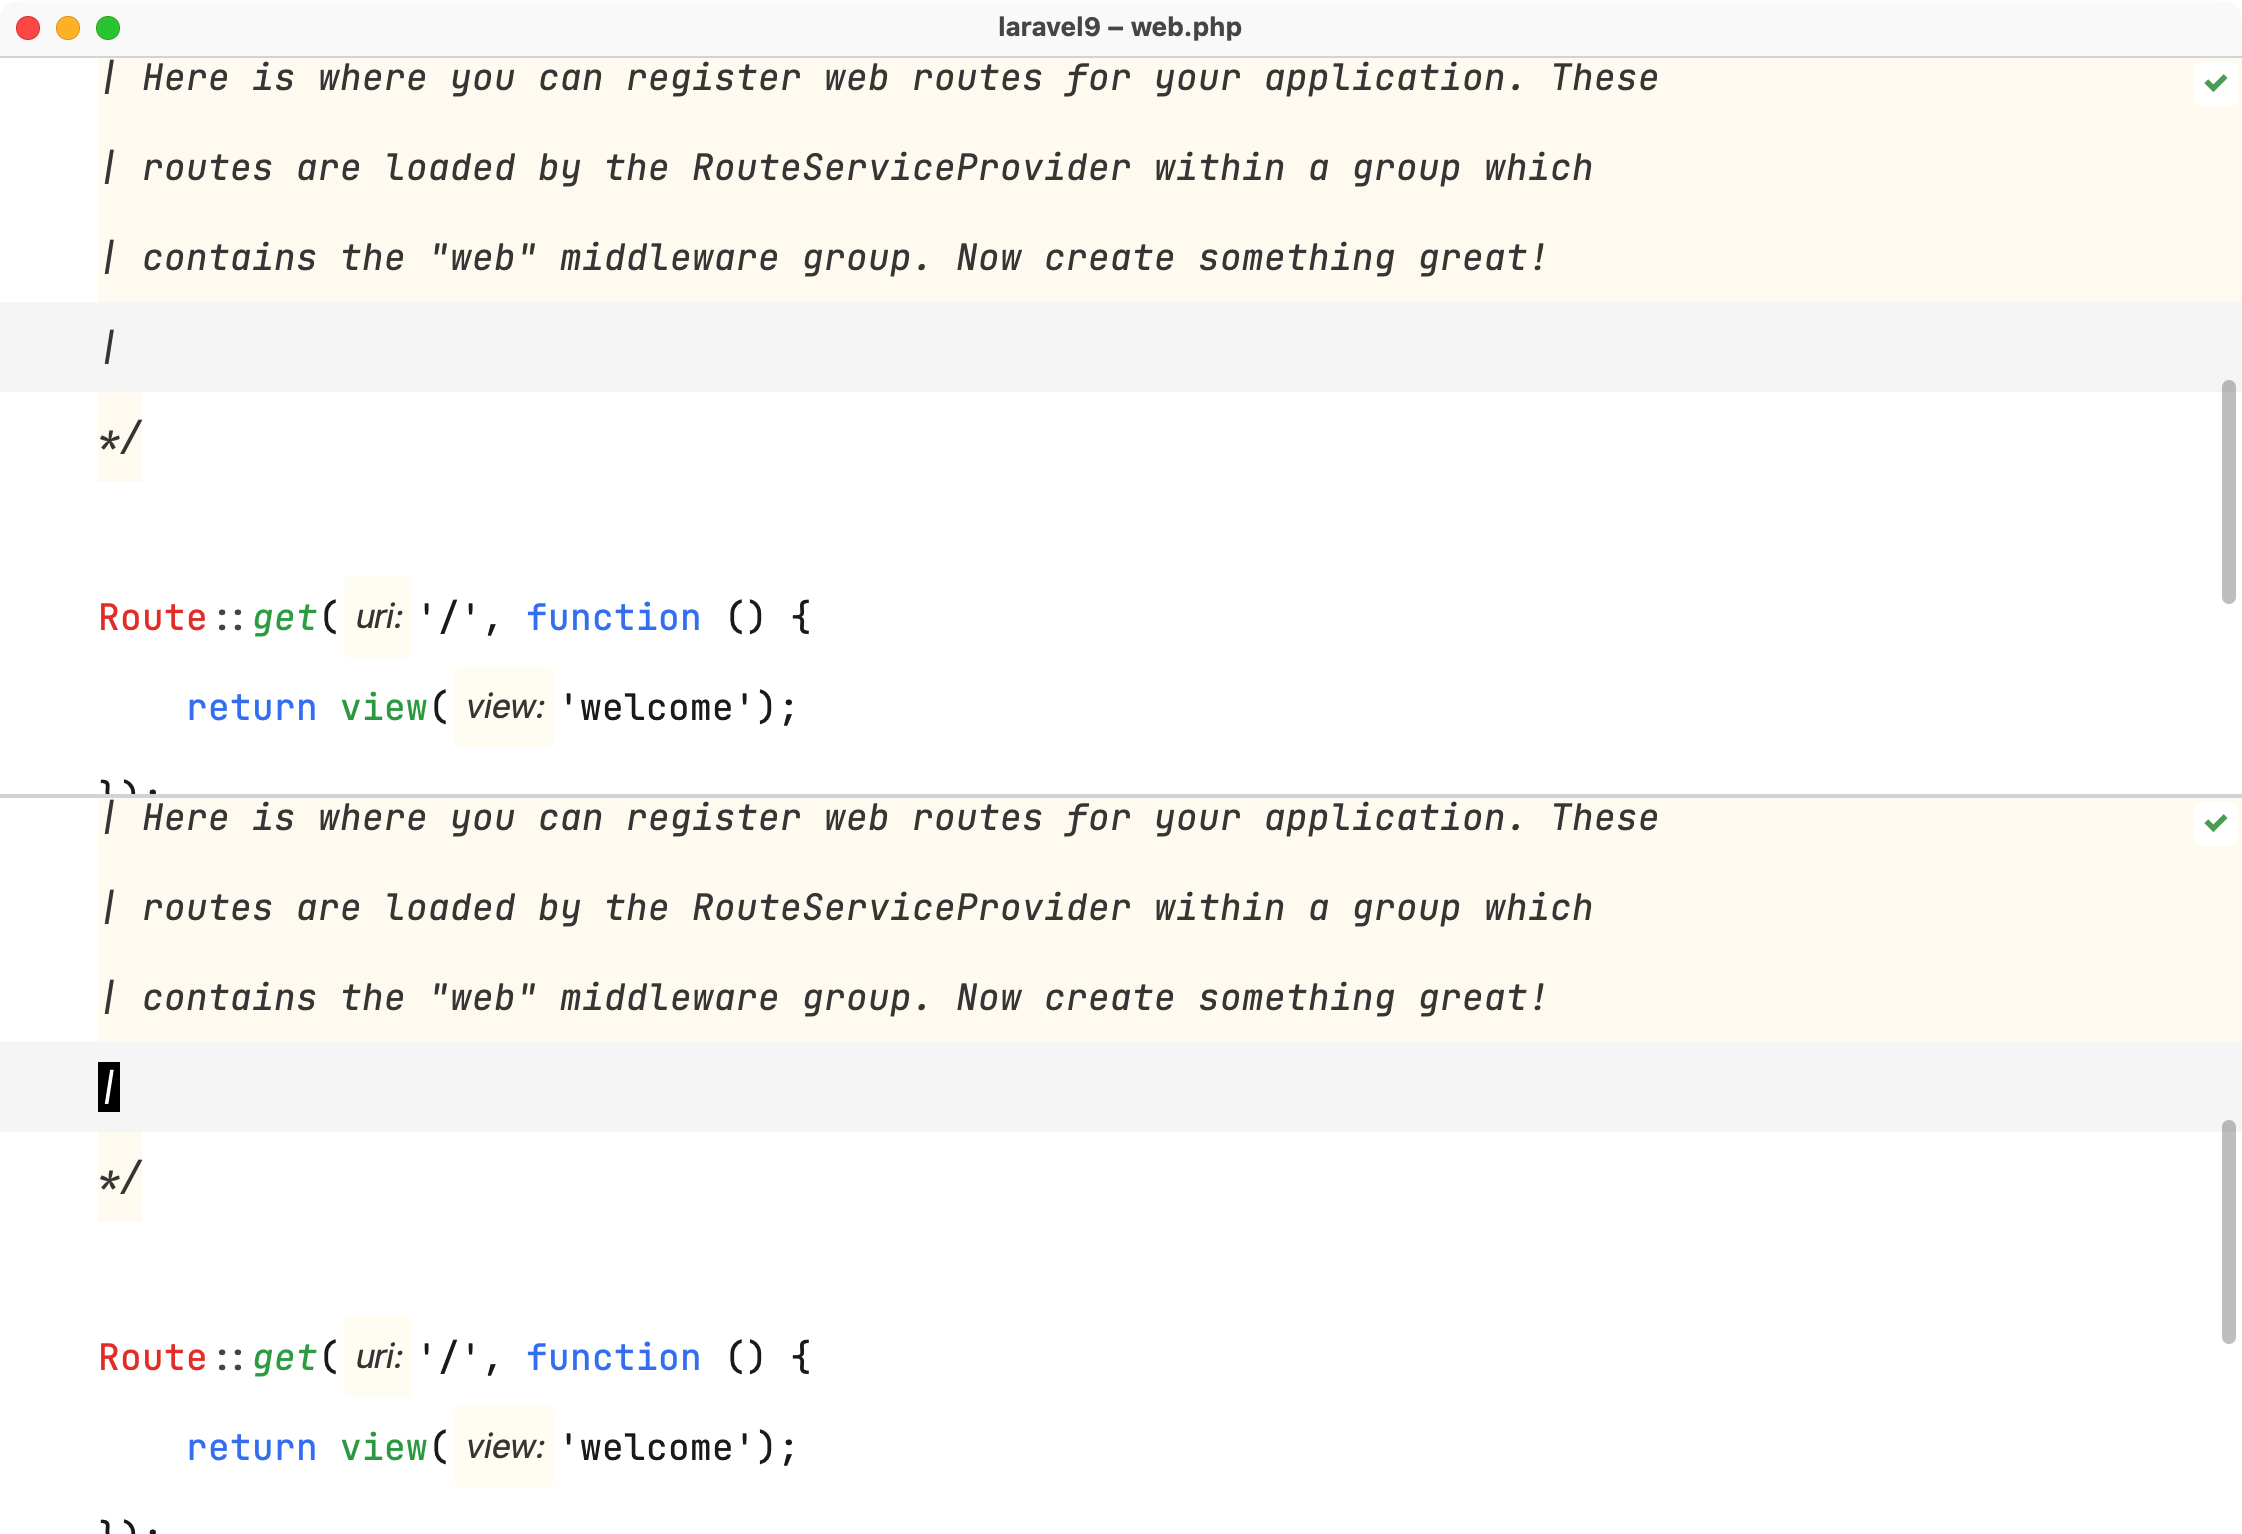 laravel9 – web.php
| Here is where you can register web routes for your application. These
| routes are loaded by the RouteServiceProvider within a group which
| contains the "web" middleware group. Now create something great!
|
*/
Route::get( uri: '/', function () {
    return view( view: 'welcome');
});
| Here is where you can register web routes for your application. These
| routes are loaded by the RouteServiceProvider within a group which
| contains the "web" middleware group. Now create something great!
|
*/
Route::get( uri: '/', function () {
    return view( view: 'welcome');
});